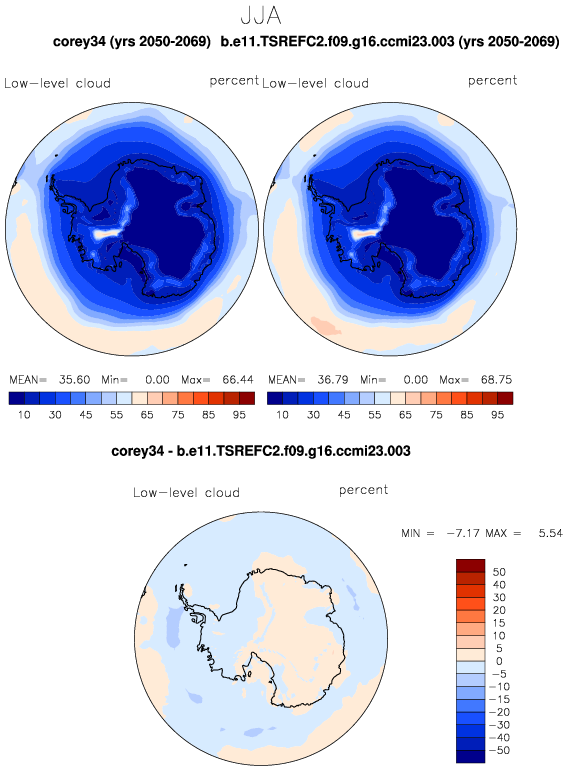 JJA
corey34 (yrs 2050-2069) b.e11.TSREFC2.f09.g16.ccmi23.003 (yrs 2050-2069)
Low-level cloud percent Low-level cloud percent
MEAN= 35.60 Min= 0.00 Max= 66.44 MEAN= 36.79 Min= 0.00 Max= 68.75
10 30 45 55 65 75 85 95 10 30 45 55 65 75 85 95
corey34 - b.e11.TSREFC2.f09.g16.ccmi23.003
Low-level cloud percent
MIN = -7.17 MAX = 5.54
50
40
30
20
15
10
5
0
-5
-10
-15
-20
-30
-40
-50